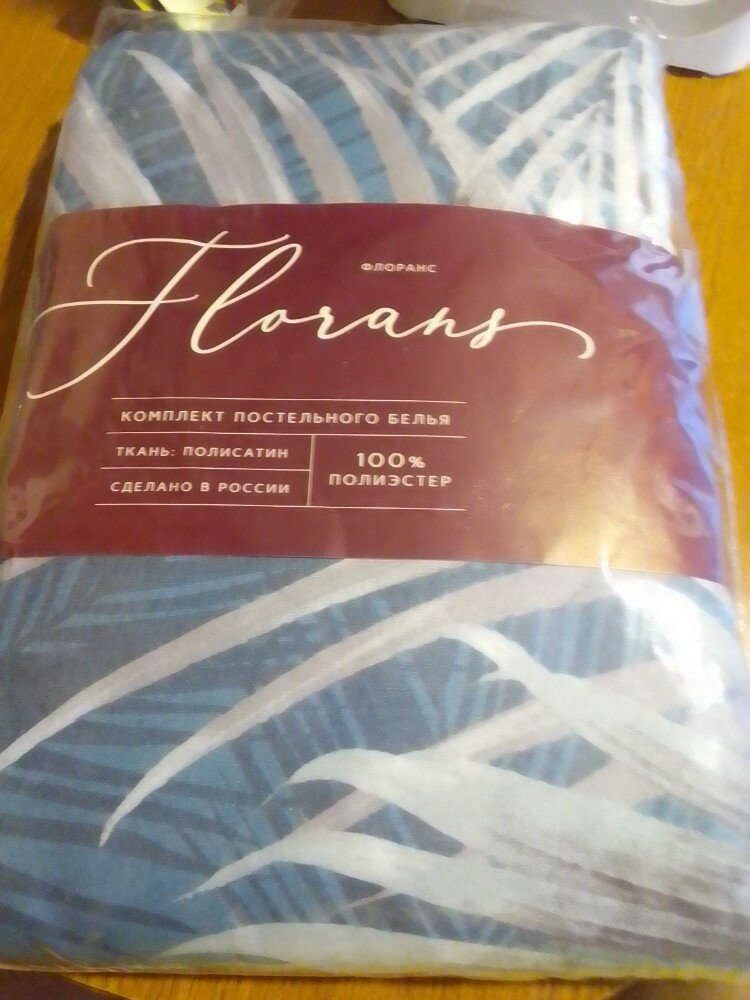 ФЛОРАНС
Florans
КОМПЛЕКТ ПОСТЕЛЬНОГО БЕЛЬЯ
ТКАНЬ: ПОЛИСАТИН
СДЕЛАНО В РОССИИ
100%
ПОЛИЭСТЕР